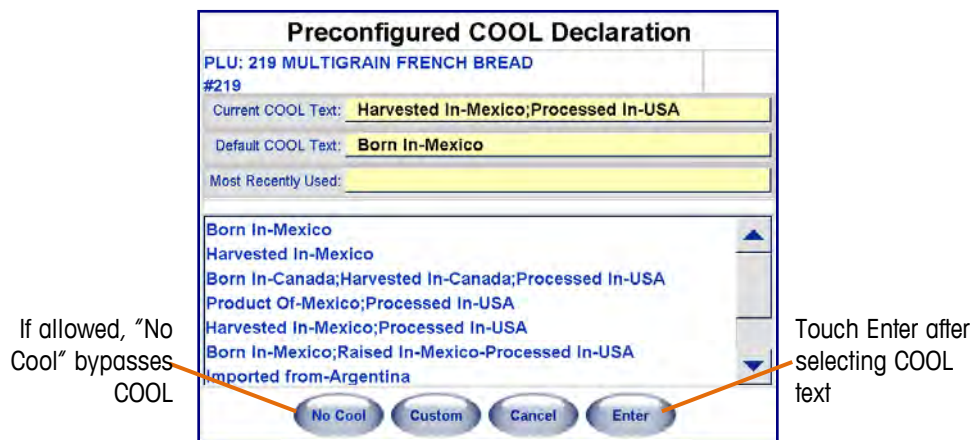 Preconfigured COOL Declaration
PLU: 219 MULTIGRAIN FRENCH BREAD
#219
Current COOL Text: Harvested In-Mexico;Processed In-USA
Default COOL Text: Born In-Mexico
Most Recently Used:
Born In-Mexico
Harvested In-Mexico
Born In-Canada;Harvested In-Canada;Processed In-USA
Product Of-Mexico;Processed In-USA
Harvested In-Mexico;Processed In-USA
Born In-Mexico;Raised In-Mexico-Processed In-USA
Imported from-Argentina
No Cool Custom Cancel Enter
If allowed, "No
Cool" bypasses
COOL
Touch Enter after
selecting COOL
text